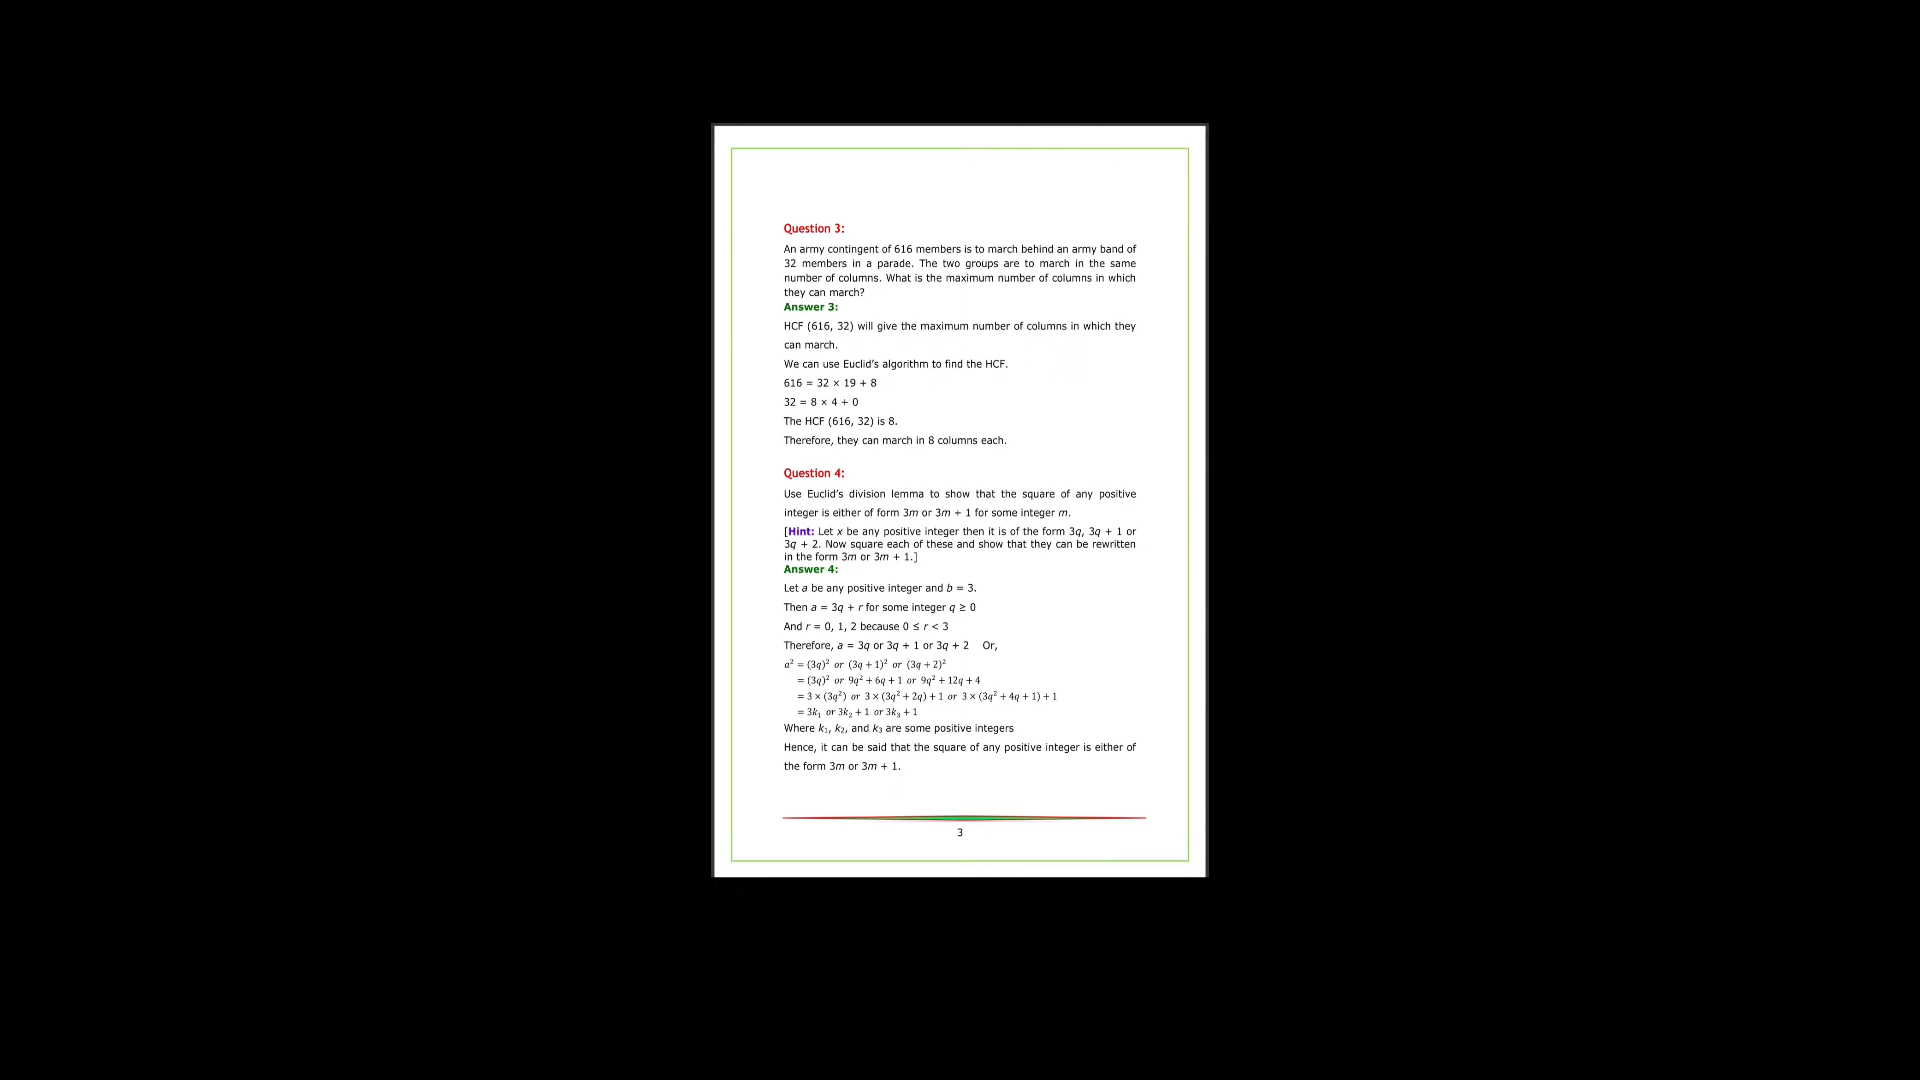 Question 3:
An army contingent of 616 members is to march behind an army band of
32 members in a parade. The two groups are to march in the same
number of columns. What is the maximum number of columns in which
they can march?
Answer 3:
HCF (616, 32) will give the maximum number of columns in which they
can march.
We can use Euclid’s algorithm to find the HCF.
616 = 32 × 19 + 8
32 = 8 × 4 + 0
The HCF (616, 32) is 8.
Therefore, they can march in 8 columns each.
Question 4:
Use Euclid’s division lemma to show that the square of any positive
integer is either of form 3m or 3m + 1 for some integer m.
[Hint: Let x be any positive integer then it is of the form 3q, 3q + 1 or
3q + 2. Now square each of these and show that they can be rewritten
in the form 3m or 3m + 1.]
Answer 4:
Let a be any positive integer and b = 3.
Then a = 3q + r for some integer q ≥ 0
And r = 0, 1, 2 because 0 ≤ r < 3
Therefore, a = 3q or 3q + 1 or 3q + 2 Or,
a² = (3q)² or (3q + 1)² or (3q + 2)²
= (3q)² or 9q² + 6q + 1 or 9q² + 12q + 4
= 3 × (3q²) or 3 × (3q² + 2q) + 1 or 3 × (3q² + 4q + 1) + 1
= 3k₁ or 3k₂ + 1 or 3k₃ + 1
Where k₁, k₂, and k₃ are some positive integers
Hence, it can be said that the square of any positive integer is either of
the form 3m or 3m + 1.
3